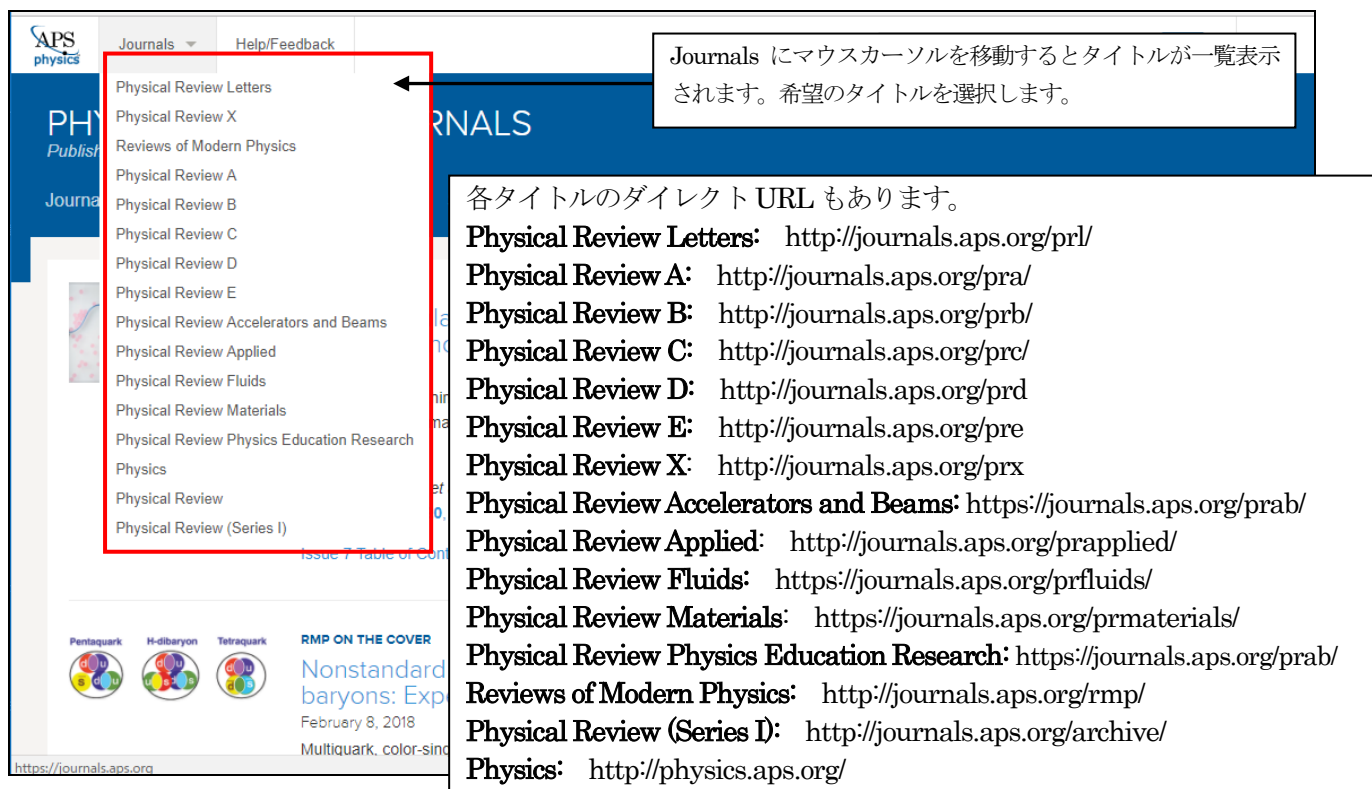 APS
physics
Journals
Help/Feedback
Journals にマウスカーソルを移動するとタイトルが一覧表示
されます。希望のタイトルを選択します。
Physical Review Letters
Physical Review X
Reviews of Modern Physics
Physical Review A
Physical Review B
Physical Review C
Physical Review D
Physical Review E
Physical Review Accelerators and Beams
Physical Review Applied
Physical Review Fluids
Physical Review Materials
Physical Review Physics Education Research
Physics
Physical Review
Physical Review (Series I)
各タイトルのダイレクト URL もあります。
Physical Review Letters: http://journals.aps.org/prl/
Physical Review A: http://journals.aps.org/pra/
Physical Review B: http://journals.aps.org/prb/
Physical Review C: http://journals.aps.org/prc/
Physical Review D: http://journals.aps.org/prd
Physical Review E: http://journals.aps.org/pre
Physical Review X: http://journals.aps.org/prx
Physical Review Accelerators and Beams: https://journals.aps.org/prab/
Physical Review Applied: http://journals.aps.org/prapplied/
Physical Review Fluids: https://journals.aps.org/prfluids/
Physical Review Materials: https://journals.aps.org/prmaterials/
Physical Review Physics Education Research: https://journals.aps.org/prab/
Reviews of Modern Physics: http://journals.aps.org/rmp/
Physical Review (Series I): http://journals.aps.org/archive/
Physics: http://physics.aps.org/
Issue 7 Table of
Pentaquark H-dibaryon Tetraquark
RMP ON THE COVER
Nonstandard
baryons:
February 8, 2018
Multiquark,
https://journals.aps.org